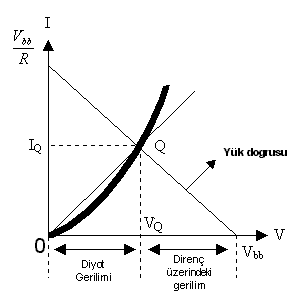 I
V_bb
R
I_Q
Q
Yük dogrusu
V_Q
V
0
V_bb
Diyot
Gerilimi
Direnç
üzerindeki
gerilim